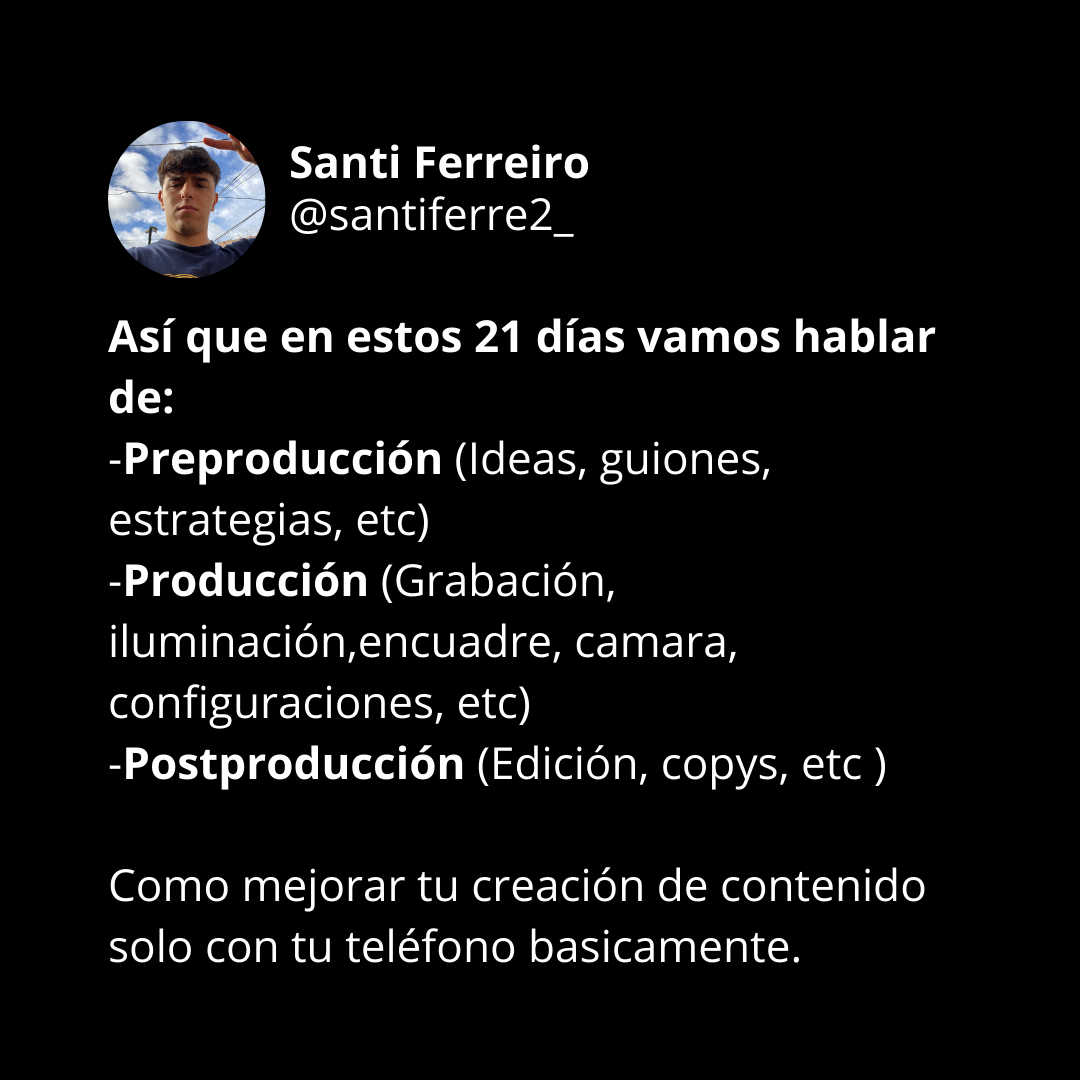 Santi Ferreiro
@santiferre2_
Así que en estos 21 días vamos hablar
de:
-Preproducción (Ideas, guiones,
estrategias, etc)
-Producción (Grabación,
iluminación,encuadre, camara,
configuraciones, etc)
-Postproducción (Edición, copys, etc )
Como mejorar tu creación de contenido
solo con tu teléfono basicamente.